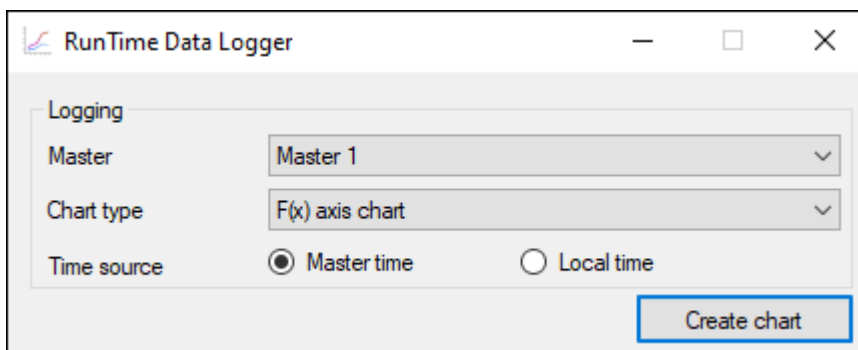 RunTime Data Logger
Logging
Master Master 1
Chart type F(x) axis chart
Time source Master time Local time
Create chart